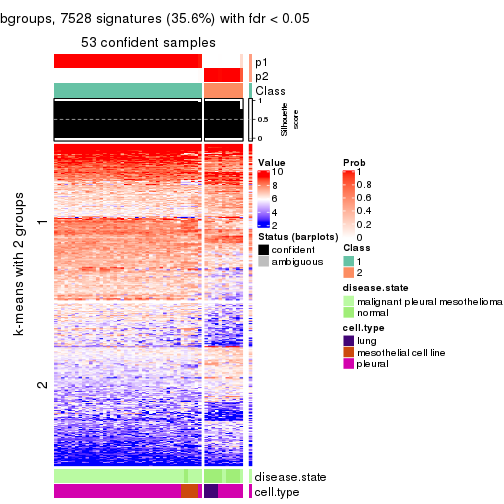 bgroups, 7528 signatures (35.6%) with fdr < 0.05
53 confident samples
p1
p2
Class
1
0.5
0
Silhouette
score
k-means with 2 groups
1
2
Value
10
8
6
4
2
Status (barplots)
confident
ambiguous
Prob
1
0.8
0.6
0.4
0.2
0
Class
1
2
disease.state
malignant pleural mesothelioma
normal
cell.type
lung
mesothelial cell line
pleural
disease.state
cell.type